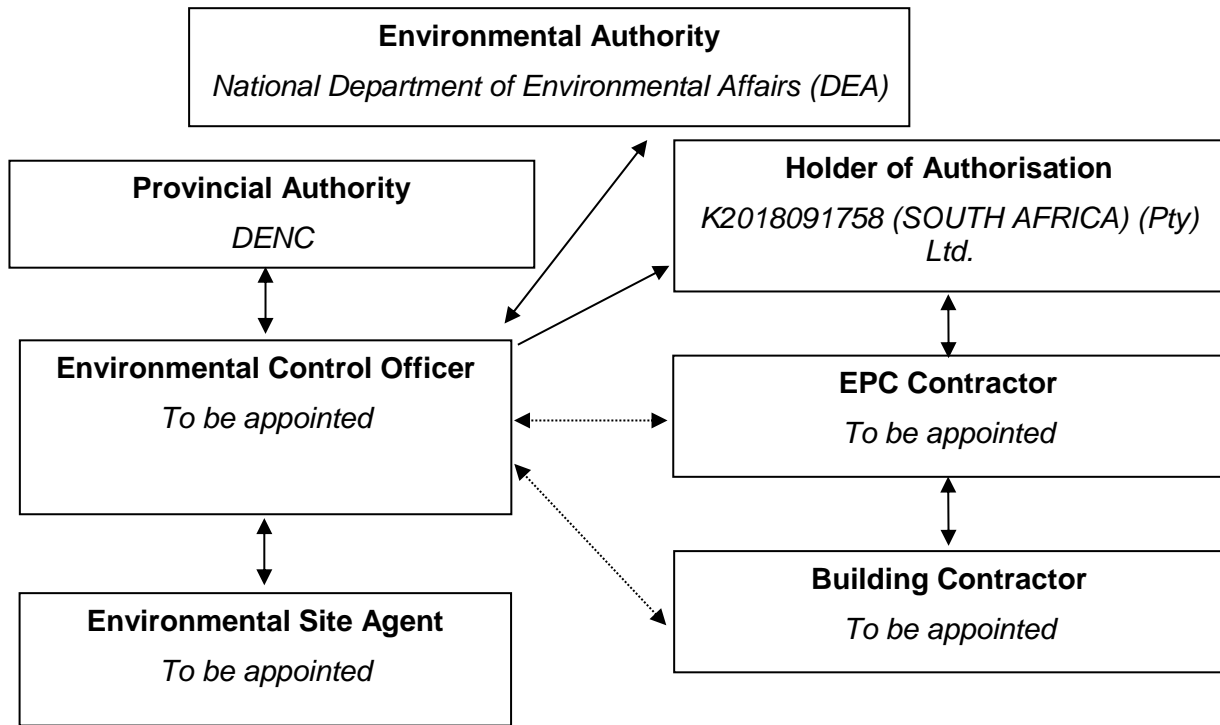 Environmental Authority
National Department of Environmental Affairs (DEA)
Provincial Authority
DENC
Holder of Authorisation
K2018091758 (SOUTH AFRICA) (Pty)
Ltd.
Environmental Control Officer
To be appointed
EPC Contractor
To be appointed
Environmental Site Agent
To be appointed
Building Contractor
To be appointed